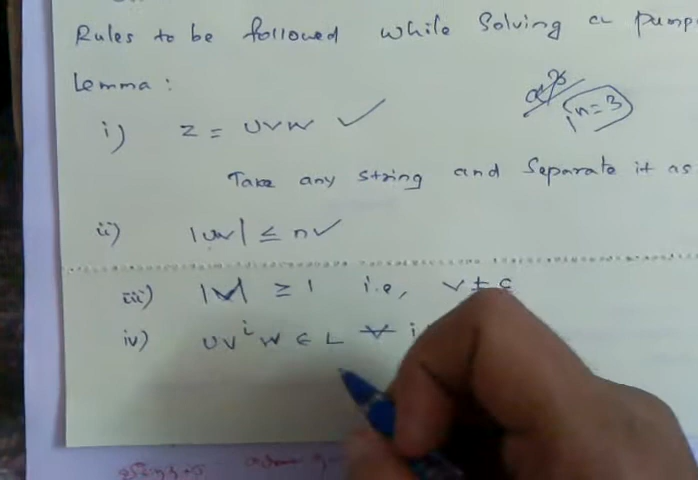 Rules to be followed while Solving a pump
Lemma :
n=3
i) z = uvw ✓
Take any string and Separate it as
ii) |uv| ≤ n ✓
iii) |v| ≥ 1 i.e, v ≠ ε
iv) uvⁱw ∈ L ∀ i